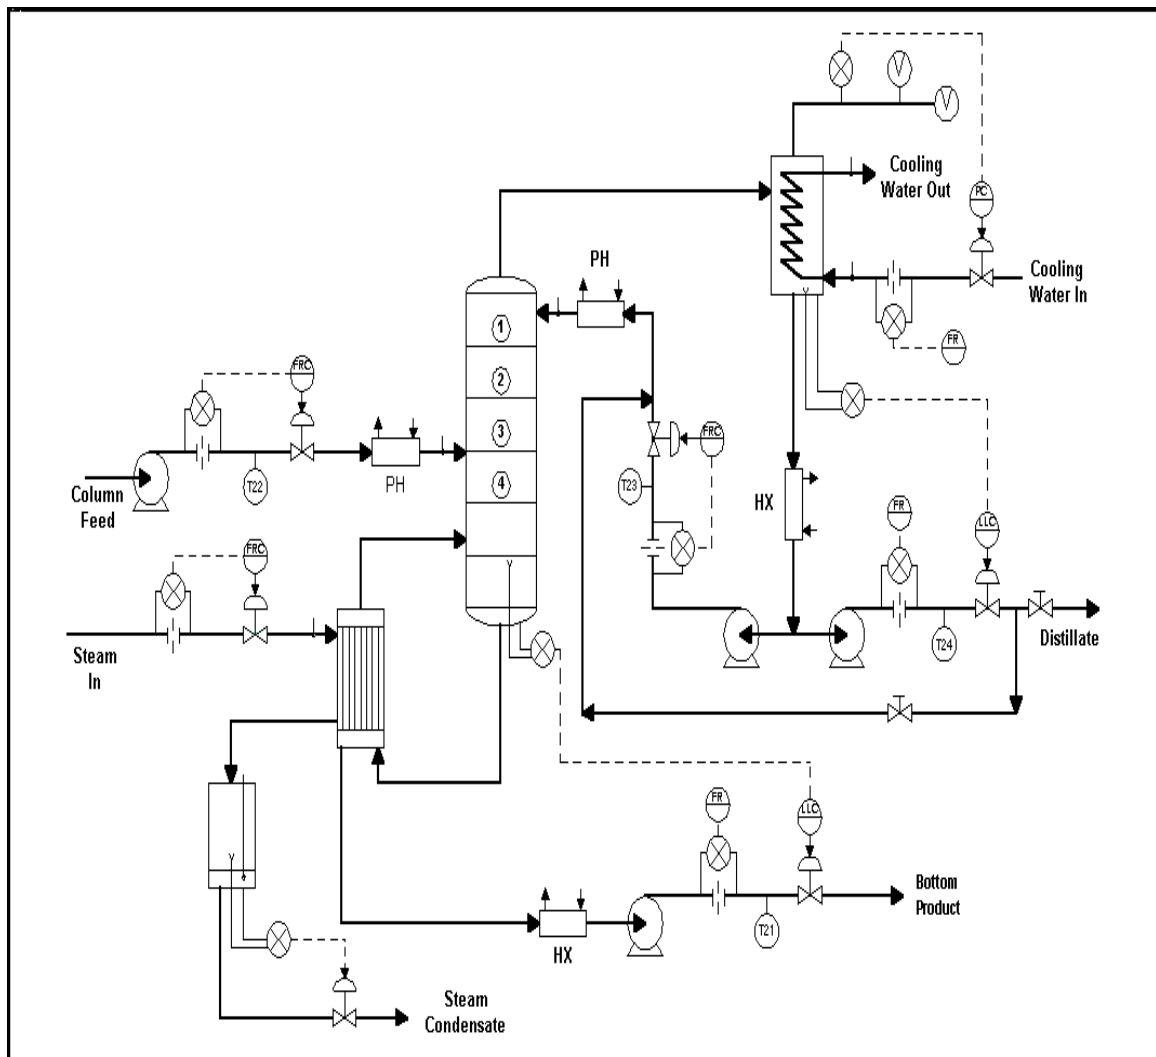 V
V
Cooling
Water Out
PC
PH
Cooling
Water In
1
FR
FRC
2
3
FRC
4
T22
T23
Column
Feed
PH
HX
FR
LLC
FRC
Steam
In
T24
Distillate
FR
LLC
Bottom
Product
T21
HX
Steam
Condensate